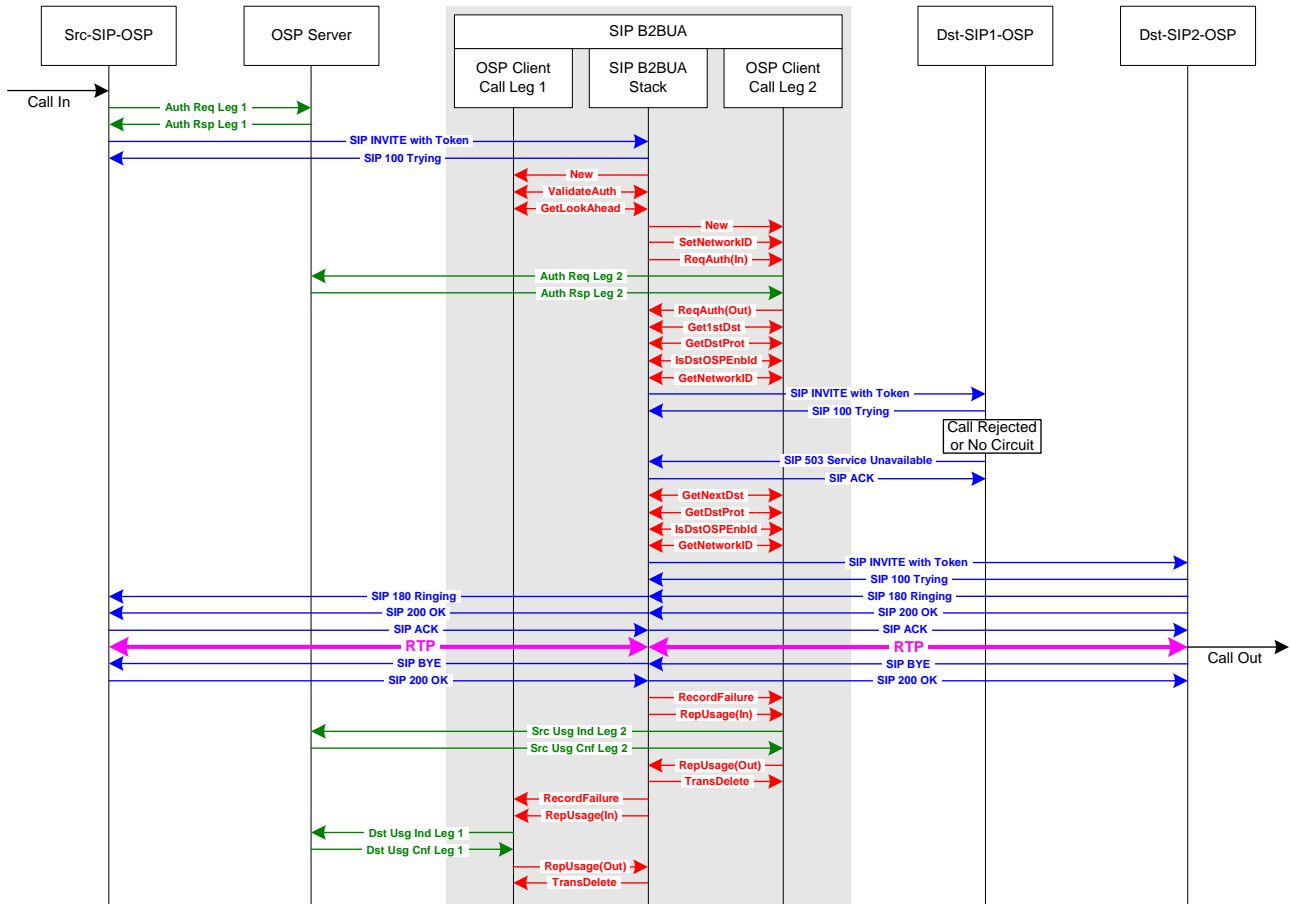 Src-SIP-OSP
OSP Server
SIP B2BUA
Dst-SIP1-OSP
Dst-SIP2-OSP
OSP Client
Call Leg 1
SIP B2BUA
Stack
OSP Client
Call Leg 2
Call In
Auth Req Leg 1
Auth Rsp Leg 1
SIP INVITE with Token
SIP 100 Trying
New
ValidateAuth
GetLookAhead
New
SetNetworkID
ReqAuth(In)
Auth Req Leg 2
Auth Rsp Leg 2
ReqAuth(Out)
Get1stDst
GetDstProt
IsDstOSPEnbld
GetNetworkID
SIP INVITE with Token
SIP 100 Trying
Call Rejected
or No Circuit
SIP 503 Service Unavailable
SIP ACK
GetNextDst
GetDstProt
IsDstOSPEnbld
GetNetworkID
SIP INVITE with Token
SIP 100 Trying
SIP 180 Ringing SIP 180 Ringing
SIP 200 OK SIP 200 OK
SIP ACK SIP ACK
RTP RTP
Call Out
SIP BYE SIP BYE
SIP 200 OK SIP 200 OK
RecordFailure
RepUsage(In)
Src Usg Ind Leg 2
Src Usg Cnf Leg 2
RepUsage(Out)
TransDelete
RecordFailure
RepUsage(In)
Dst Usg Ind Leg 1
Dst Usg Cnf Leg 1
RepUsage(Out)
TransDelete